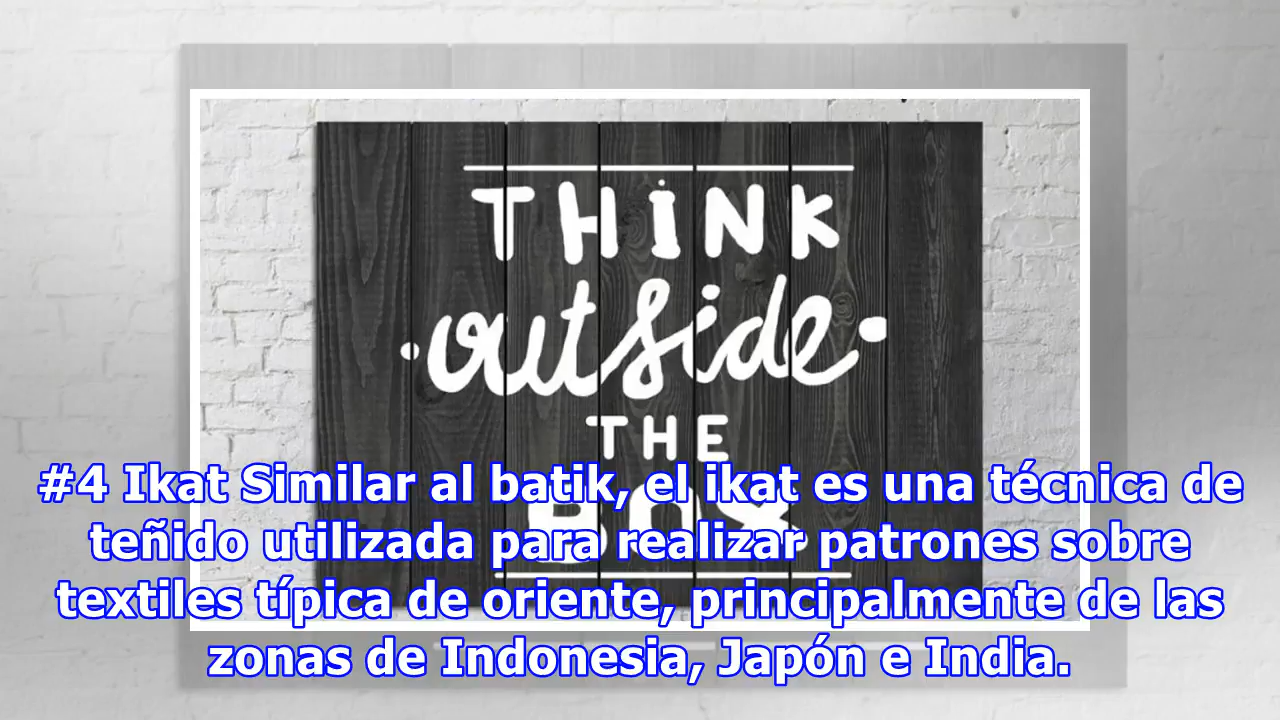 THINK
outside
THE
BOX
#4 Ikat Similar al batik, el ikat es una técnica de
teñido utilizada para realizar patrones sobre
textiles típica de oriente, principalmente de las
zonas de Indonesia, Japón e India.